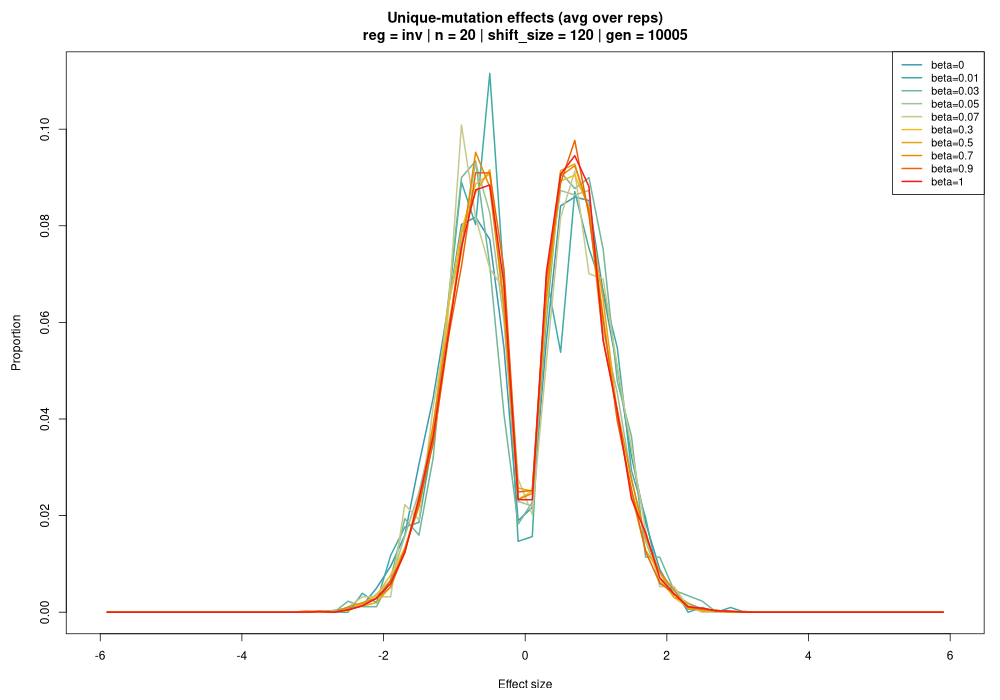 Unique-mutation effects (avg over reps)
reg = inv | n = 20 | shift_size = 120 | gen = 10005
beta=0
beta=0.01
beta=0.03
beta=0.05
beta=0.07
beta=0.3
beta=0.5
beta=0.7
beta=0.9
beta=1
Proportion
0.10
0.08
0.06
0.04
0.02
0.00
-6 -4 -2 0 2 4 6
Effect size